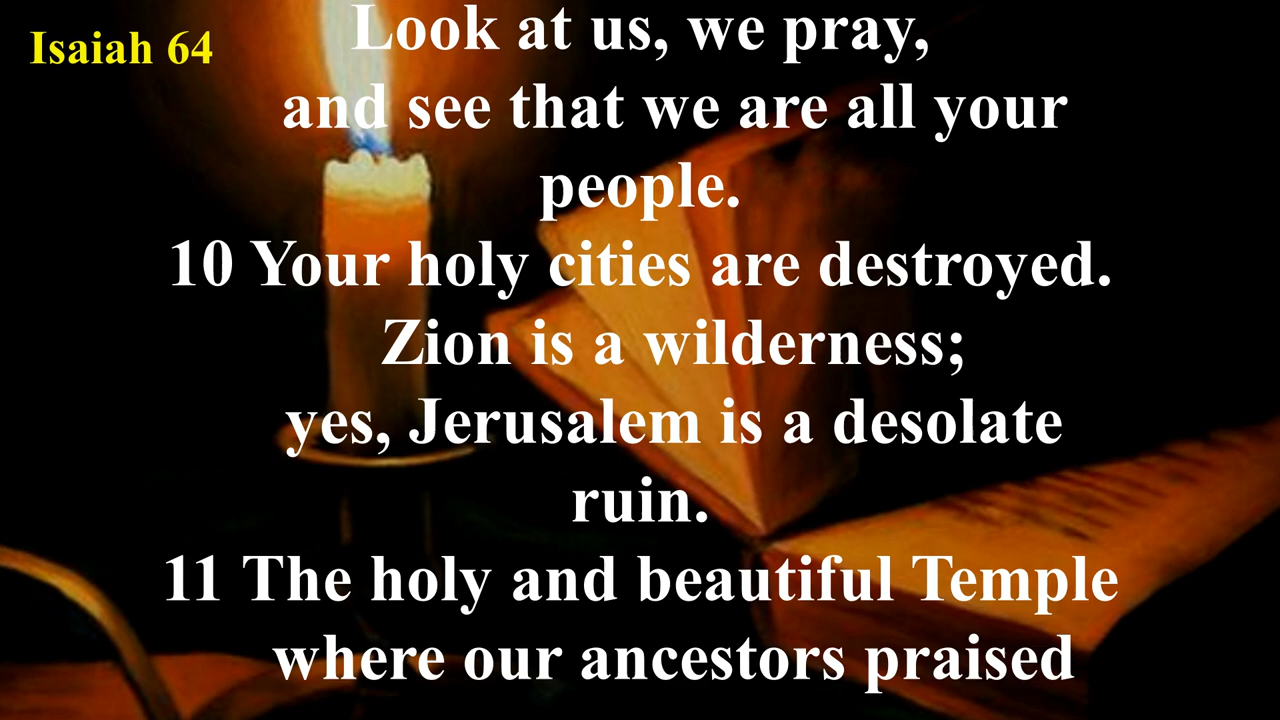 Isaiah 64
Look at us, we pray,
and see that we are all your
people.
10 Your holy cities are destroyed.
Zion is a wilderness;
yes, Jerusalem is a desolate
ruin.
11 The holy and beautiful Temple
where our ancestors praised